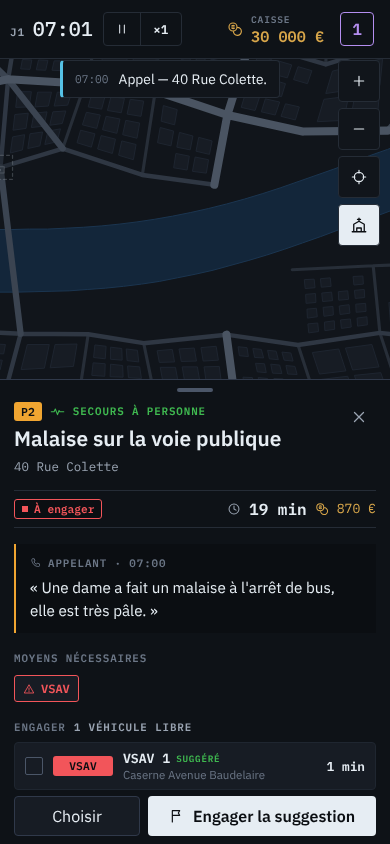 J1 07:01
×1
CAISSE
30 000 €
1
07:00 Appel — 40 Rue Colette.
P2 SECOURS À PERSONNE
Malaise sur la voie publique
40 Rue Colette
À engager
19 min
870 €
APPELANT · 07:00
« Une dame a fait un malaise à l'arrêt de bus,
elle est très pâle. »
MOYENS NÉCESSAIRES
VSAV
ENGAGER 1 VÉHICULE LIBRE
VSAV
VSAV 1 SUGGÉRÉ
Caserne Avenue Baudelaire
1 min
Choisir
Engager la suggestion